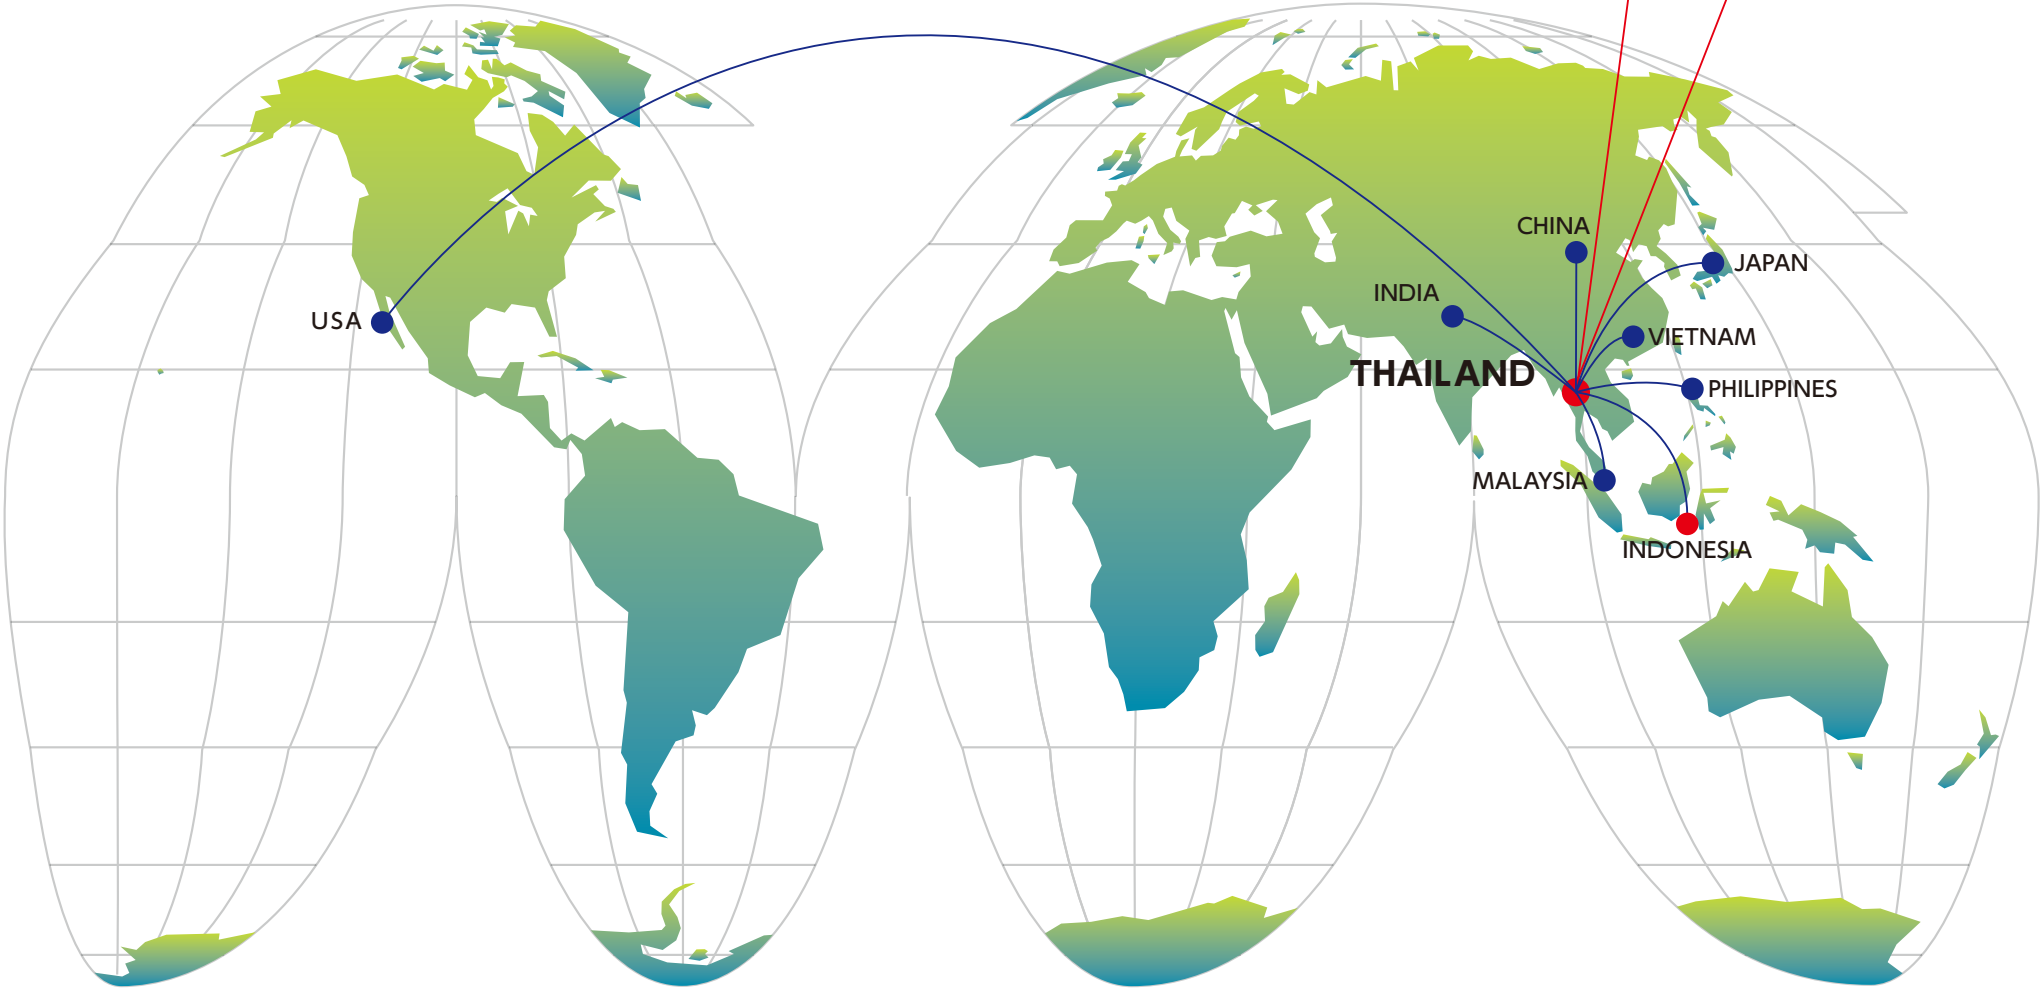 CHINA
JAPAN
INDIA
USA
VIETNAM
THAILAND
PHILIPPINES
MALAYSIA
INDONESIA